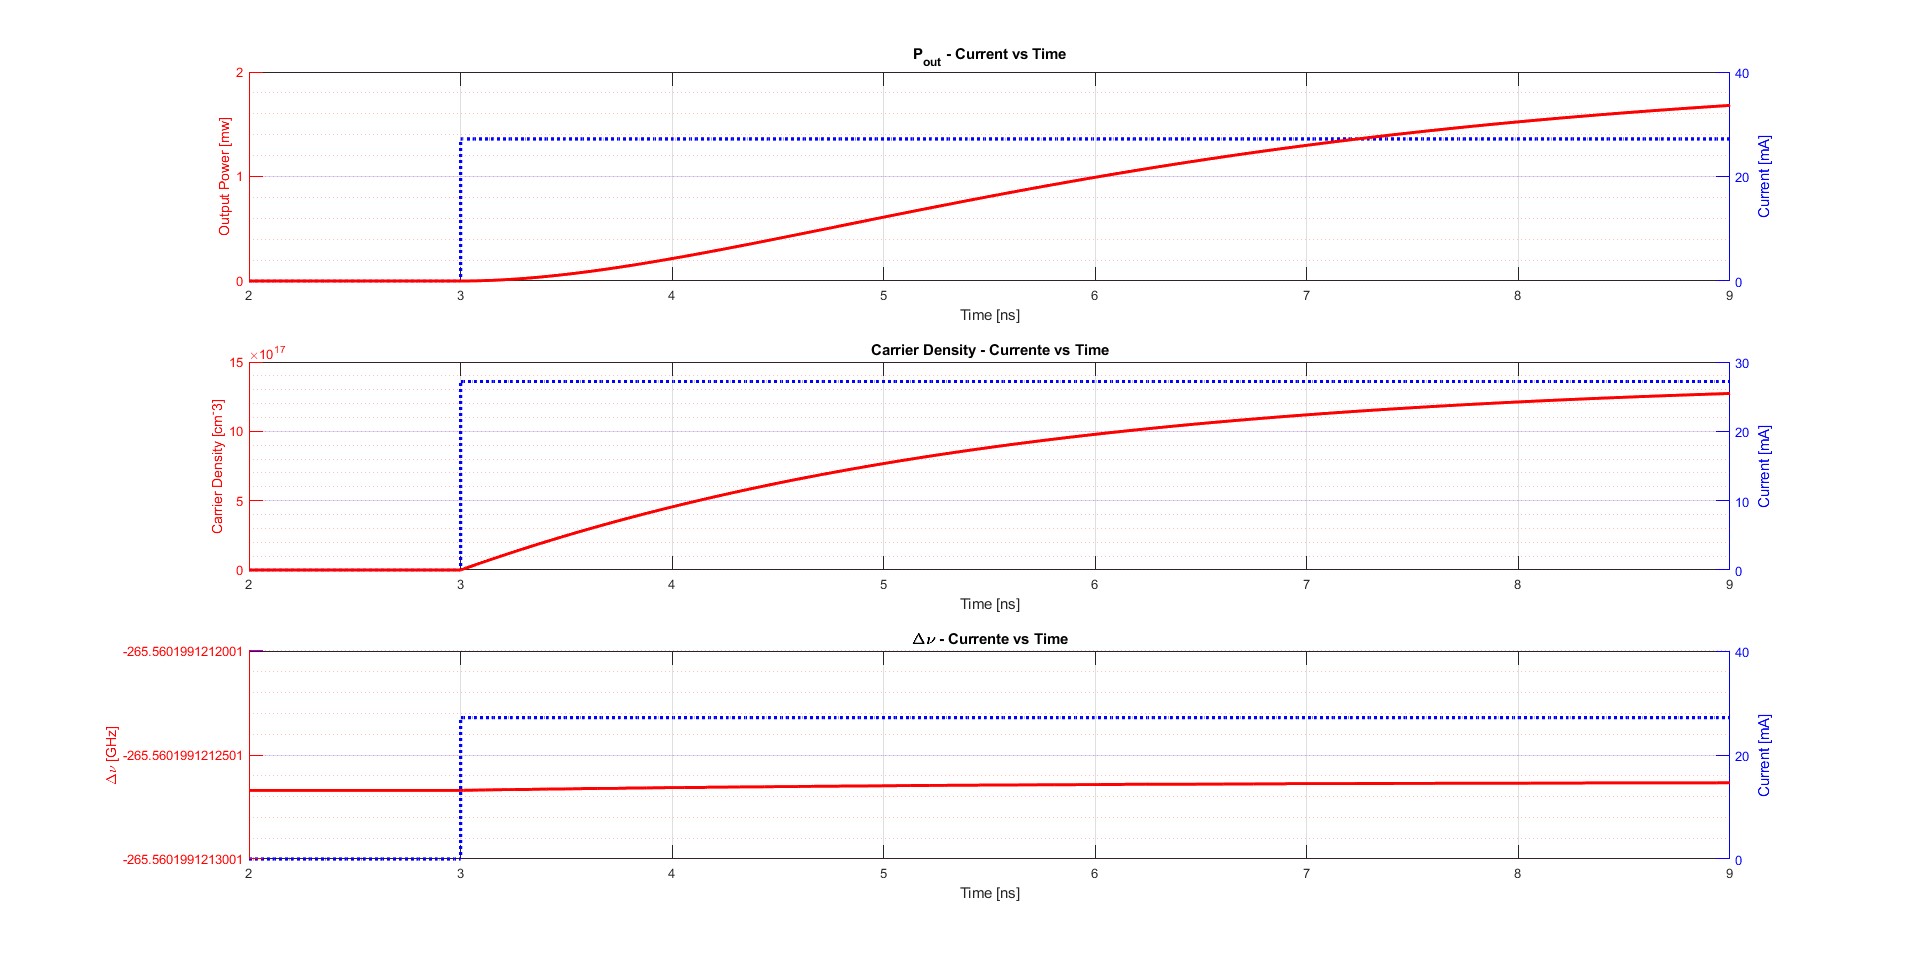 P_out - Current vs Time
2
1
0
Output Power [mw]
40
20
0
Current [mA]
2 3 4 5 6 7 8 9
Time [ns]
Carrier Density - Currente vs Time
×10^17
15
10
5
0
Carrier Density [cm^-3]
30
20
10
0
Current [mA]
2 3 4 5 6 7 8 9
Time [ns]
Δν - Currente vs Time
-265.5601991212001
-265.5601991212501
-265.5601991213001
Δν [GHz]
40
20
0
Current [mA]
2 3 4 5 6 7 8 9
Time [ns]